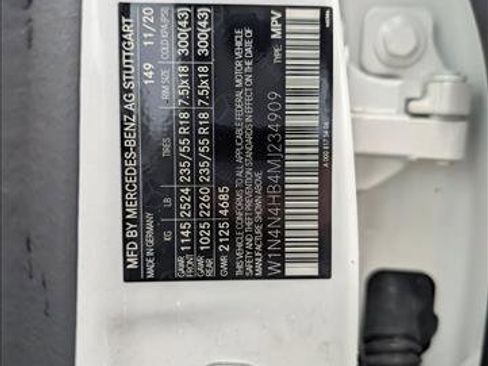 MFD BY MERCEDES-BENZ AG STUTTGART
MADE IN GERMANY 149 11/20
KG LB TIRES RIM SIZE COLD KPA/(PSI)
GAWR FRONT 1145 2524 235/55 R18 7.5Jx18 300(43)
GAWR REAR 1025 2260 235/55 R18 7.5Jx18 300(43)
GVWR 2125 4685
THIS VEHICLE CONFORMS TO ALL APPLICABLE FEDERAL MOTOR VEHICLE
SAFETY AND THEFT PREVENTION STANDARDS IN EFFECT ON THE DATE OF
MANUFACTURE SHOWN ABOVE.
W1N4N4HB4MJ234909 TYPE: MPV